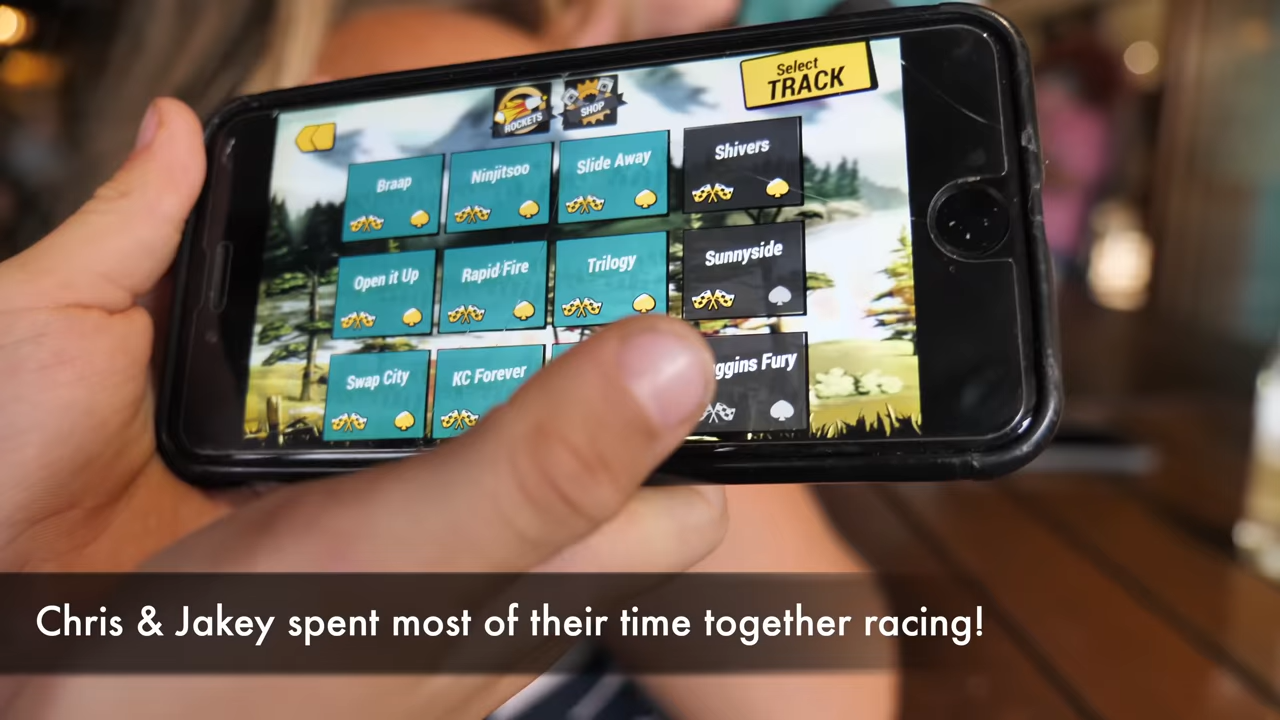 Select
TRACK
ROCKETS
SHOP
Braap
Ninjitsoo
Slide Away
Shivers
Open it Up
Rapid Fire
Trilogy
Sunnyside
Swap City
KC Forever
Fury
Chris & Jakey spent most of their time together racing!